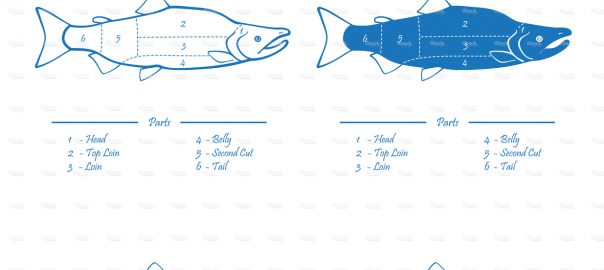 2
6 5 3
4
2
6 5 3
4
Parts
1 - Head
2 - Top Loin
3 - Loin
4 - Belly
5 - Second Cut
6 - Tail
Parts
1 - Head
2 - Top Loin
3 - Loin
4 - Belly
5 - Second Cut
6 - Tail